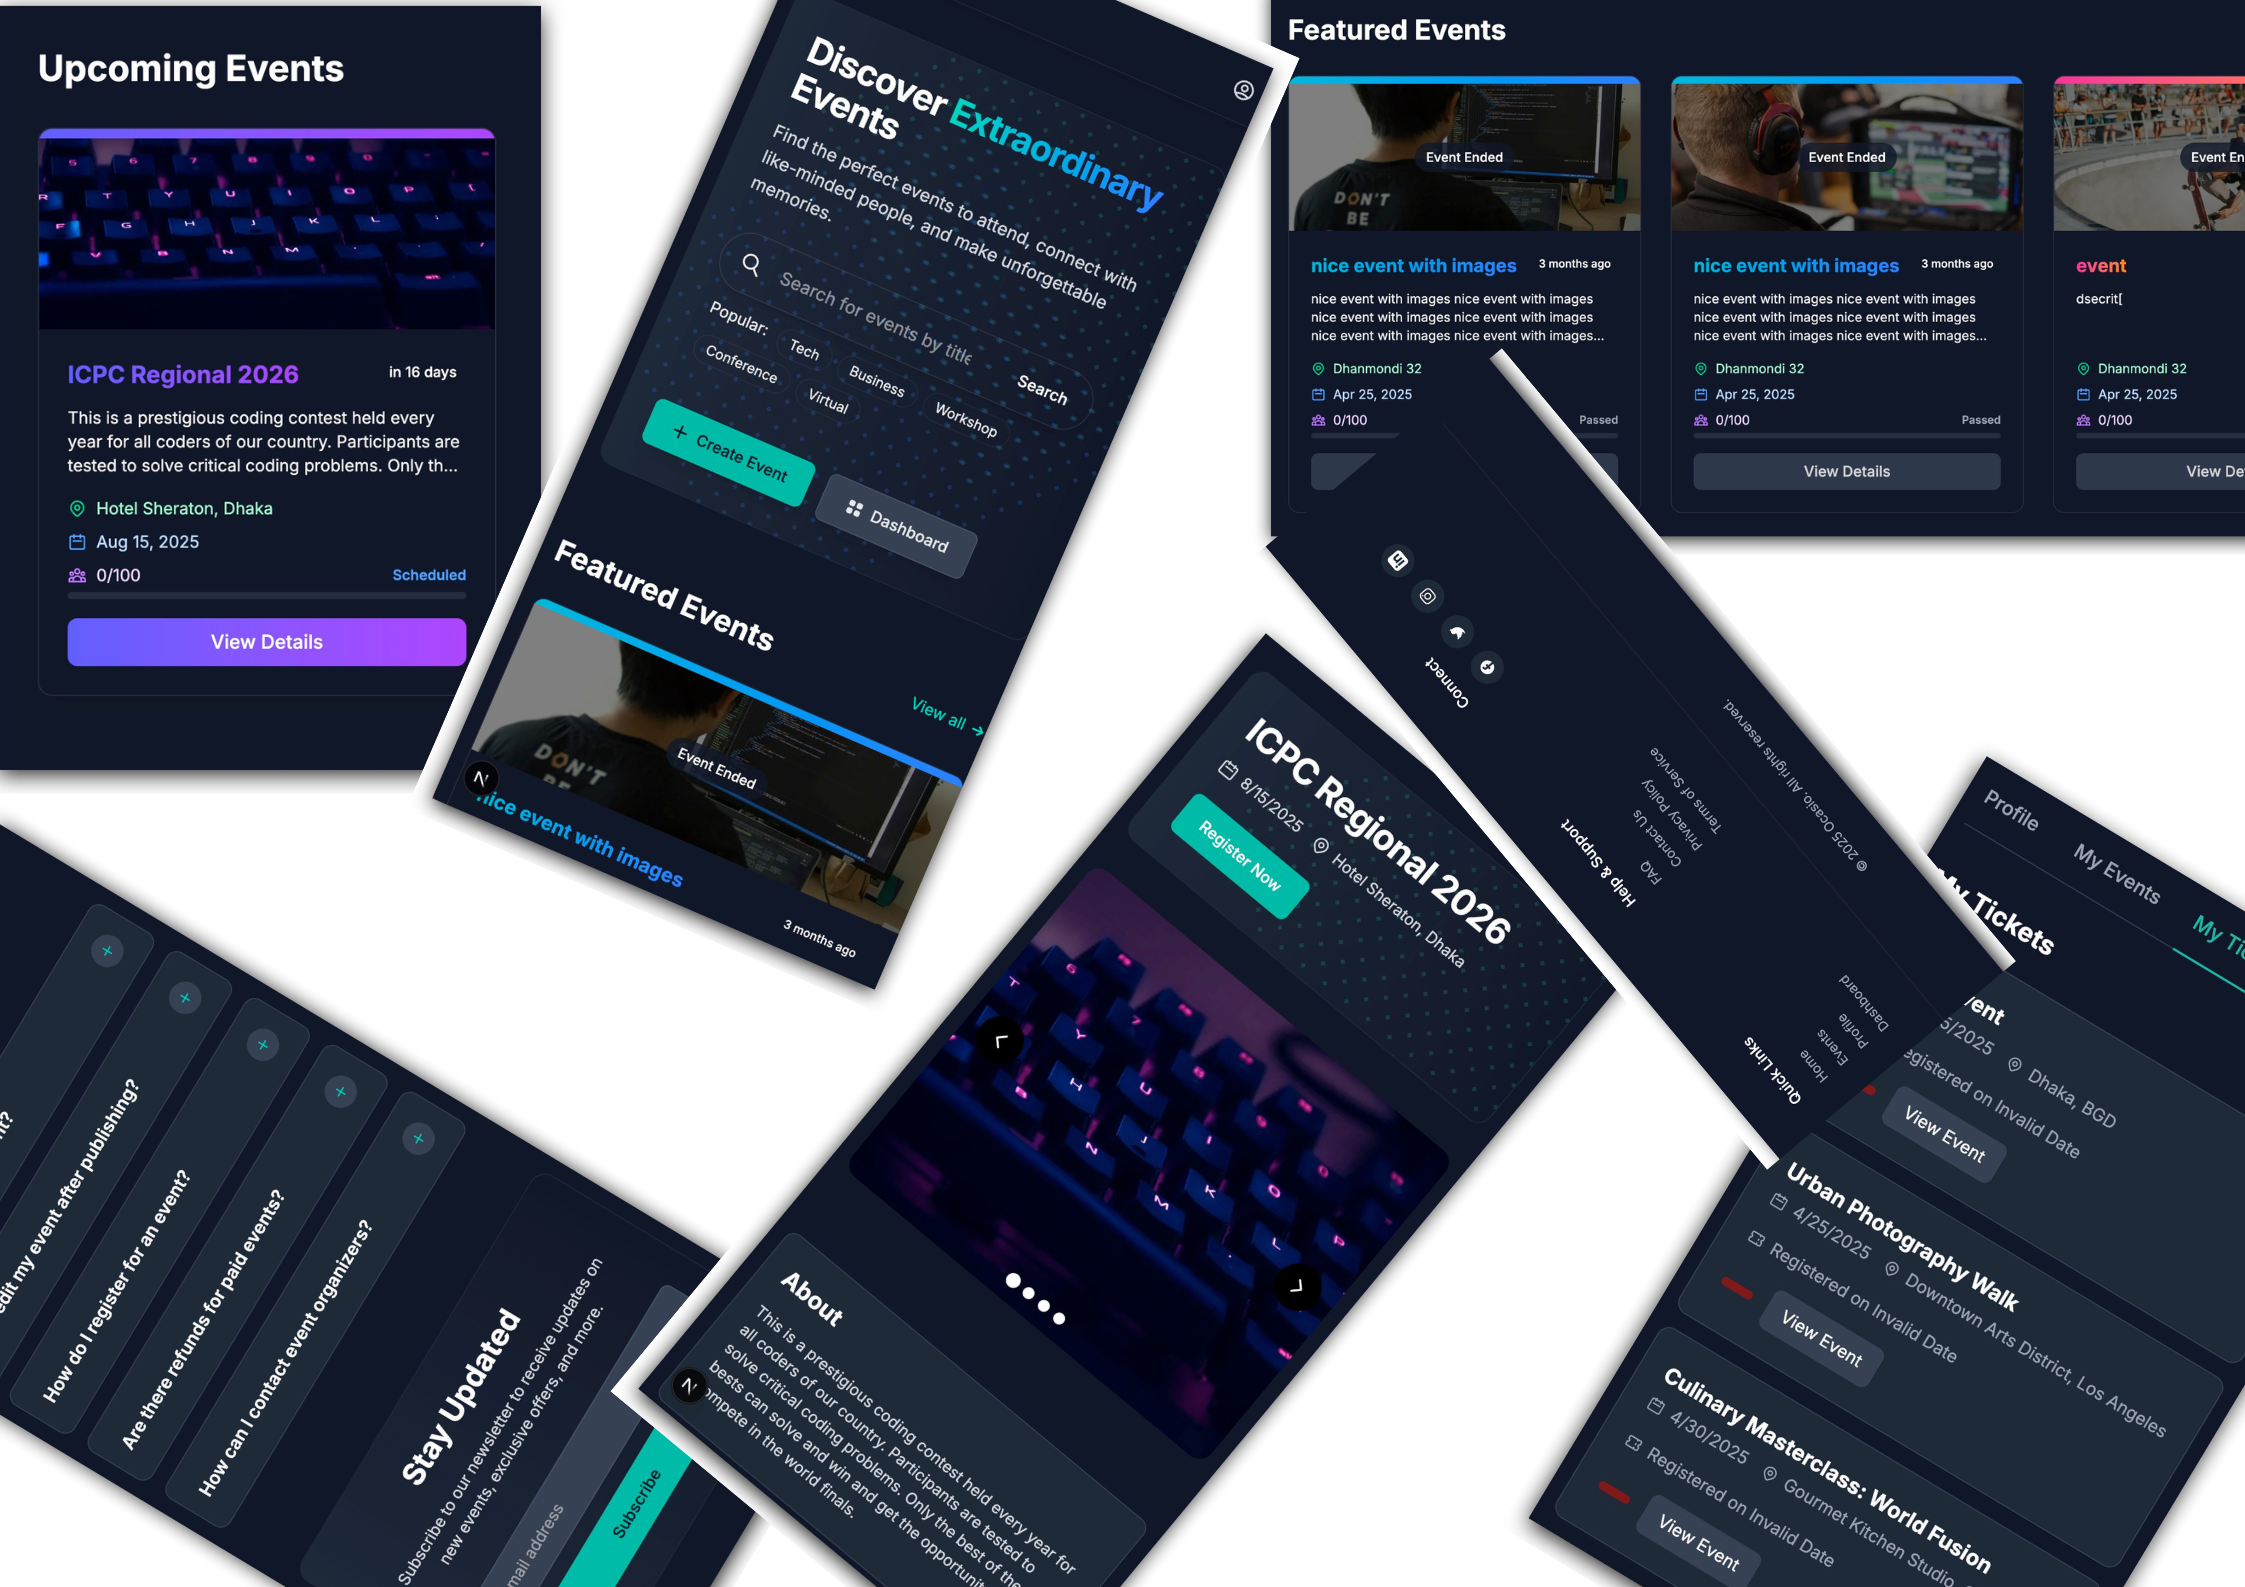 Upcoming Events
ICPC Regional 2026
in 16 days
This is a prestigious coding contest held every
year for all coders of our country. Participants are
tested to solve critical coding problems. Only th...
Hotel Sheraton, Dhaka
Aug 15, 2025
0/100
Scheduled
View Details
Discover Extraordinary
Events
Find the perfect events to attend, connect with
like-minded people, and make unforgettable
memories.
Search for events by title
Search
Popular:
Tech
Business
Workshop
Conference
Virtual
+ Create Event
Dashboard
Featured Events
View all →
DON'T
BE
Event Ended
nice event with images
3 months ago
Featured Events
DON'T
BE
Event Ended
nice event with images
3 months ago
nice event with images nice event with images
nice event with images nice event with images
nice event with images nice event with images...
Dhanmondi 32
Apr 25, 2025
0/100
Passed
Event Ended
nice event with images
3 months ago
nice event with images nice event with images
nice event with images nice event with images
nice event with images nice event with images...
Dhanmondi 32
Apr 25, 2025
0/100
Passed
View Details
Event En
event
dsecrit[
Dhanmondi 32
Apr 25, 2025
0/100
View De
Quick Links
Home
Events
Profile
Dashboard
Help & Support
FAQ
Contact Us
Privacy Policy
Terms of Service
Connect
© 2025 Ocasio. All rights reserved.
ICPC Regional 2026
8/15/2025
Hotel Sheraton, Dhaka
Register Now
About
This is a prestigious coding contest held every year for
all coders of our country. Participants are tested to
solve critical coding problems. Only the best of the
bests can solve and win and get the opportunit
ompete in the world finals.
Profile
My Events
My Tic
My Tickets
vent
5/2025
Dhaka, BGD
egistered on Invalid Date
View Event
Urban Photography Walk
4/25/2025
Downtown Arts District, Los Angeles
Registered on Invalid Date
View Event
Culinary Masterclass: World Fusion
4/30/2025
Gourmet Kitchen Studio,
Registered on Invalid Date
View Event
nt?
edit my event after publishing?
How do I register for an event?
Are there refunds for paid events?
How can I contact event organizers?
Stay Updated
Subscribe to our newsletter to receive updates on
new events, exclusive offers, and more.
mail address
Subscribe